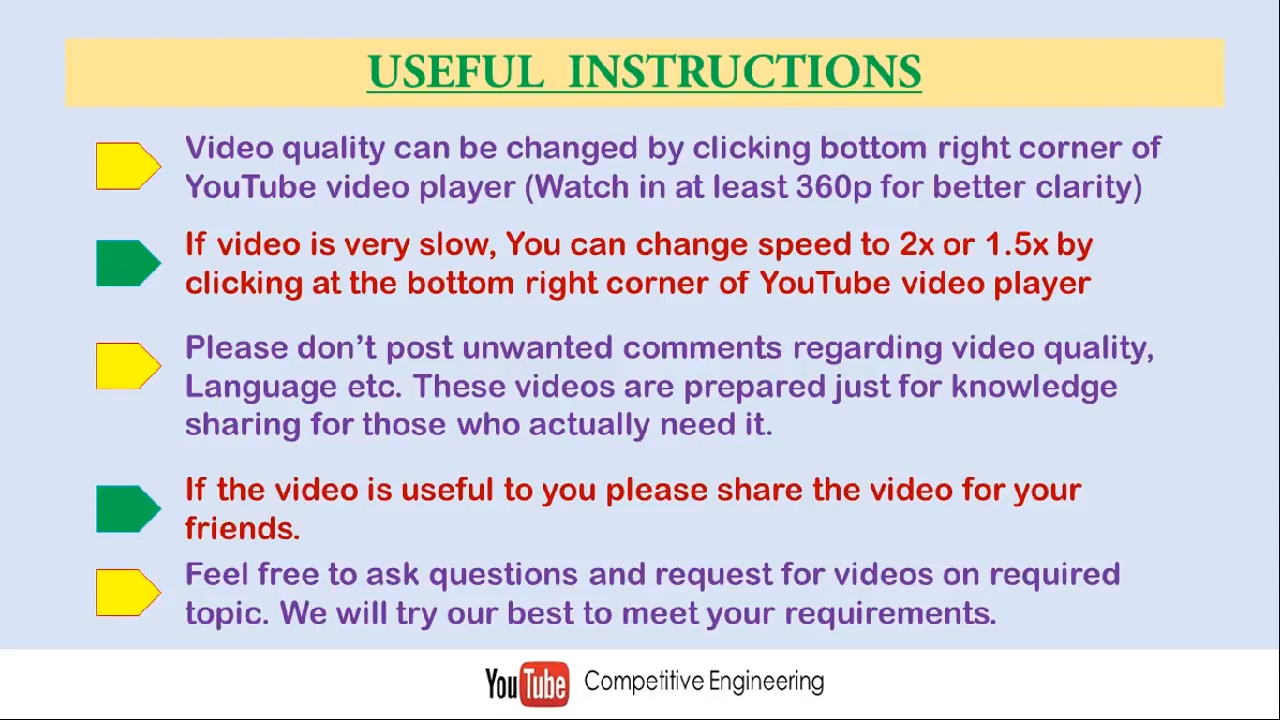 USEFUL INSTRUCTIONS
Video quality can be changed by clicking bottom right corner of
YouTube video player (Watch in at least 360p for better clarity)
If video is very slow, You can change speed to 2x or 1.5x by
clicking at the bottom right corner of YouTube video player
Please don't post unwanted comments regarding video quality,
Language etc. These videos are prepared just for knowledge
sharing for those who actually need it.
If the video is useful to you please share the video for your
friends.
Feel free to ask questions and request for videos on required
topic. We will try our best to meet your requirements.
YouTube Competitive Engineering